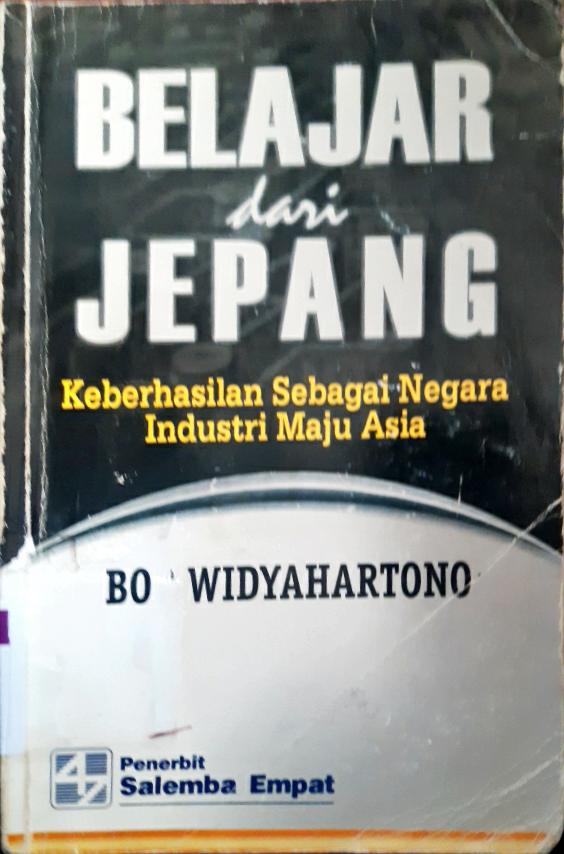 BELAJAR
dari
JEPANG
Keberhasilan Sebagai Negara
Industri Maju Asia
BO WIDYAHARTONO
Penerbit
Salemba Empat